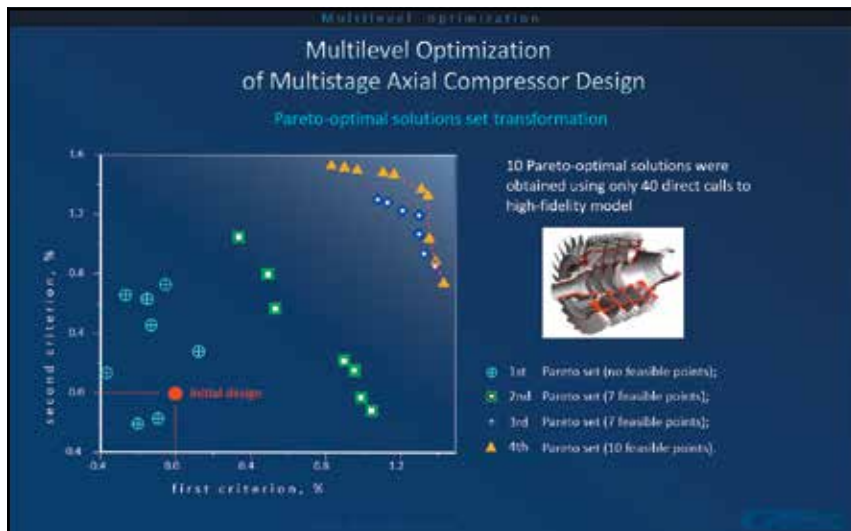 Multilevel optimization
Multilevel Optimization
of Multistage Axial Compressor Design
Pareto-optimal solutions set transformation
1.6
1.2
0.8
0.4
0.0
0.4
second criterion, %
initial design
-0.4
0.0
0.4
0.8
1.2
first criterion, %
10 Pareto-optimal solutions were
obtained using only 40 direct calls to
high-fidelity model
1st Pareto set (no feasible points);
2nd Pareto set (7 feasible points);
3rd Pareto set (7 feasible points);
4th Pareto set (10 feasible points).